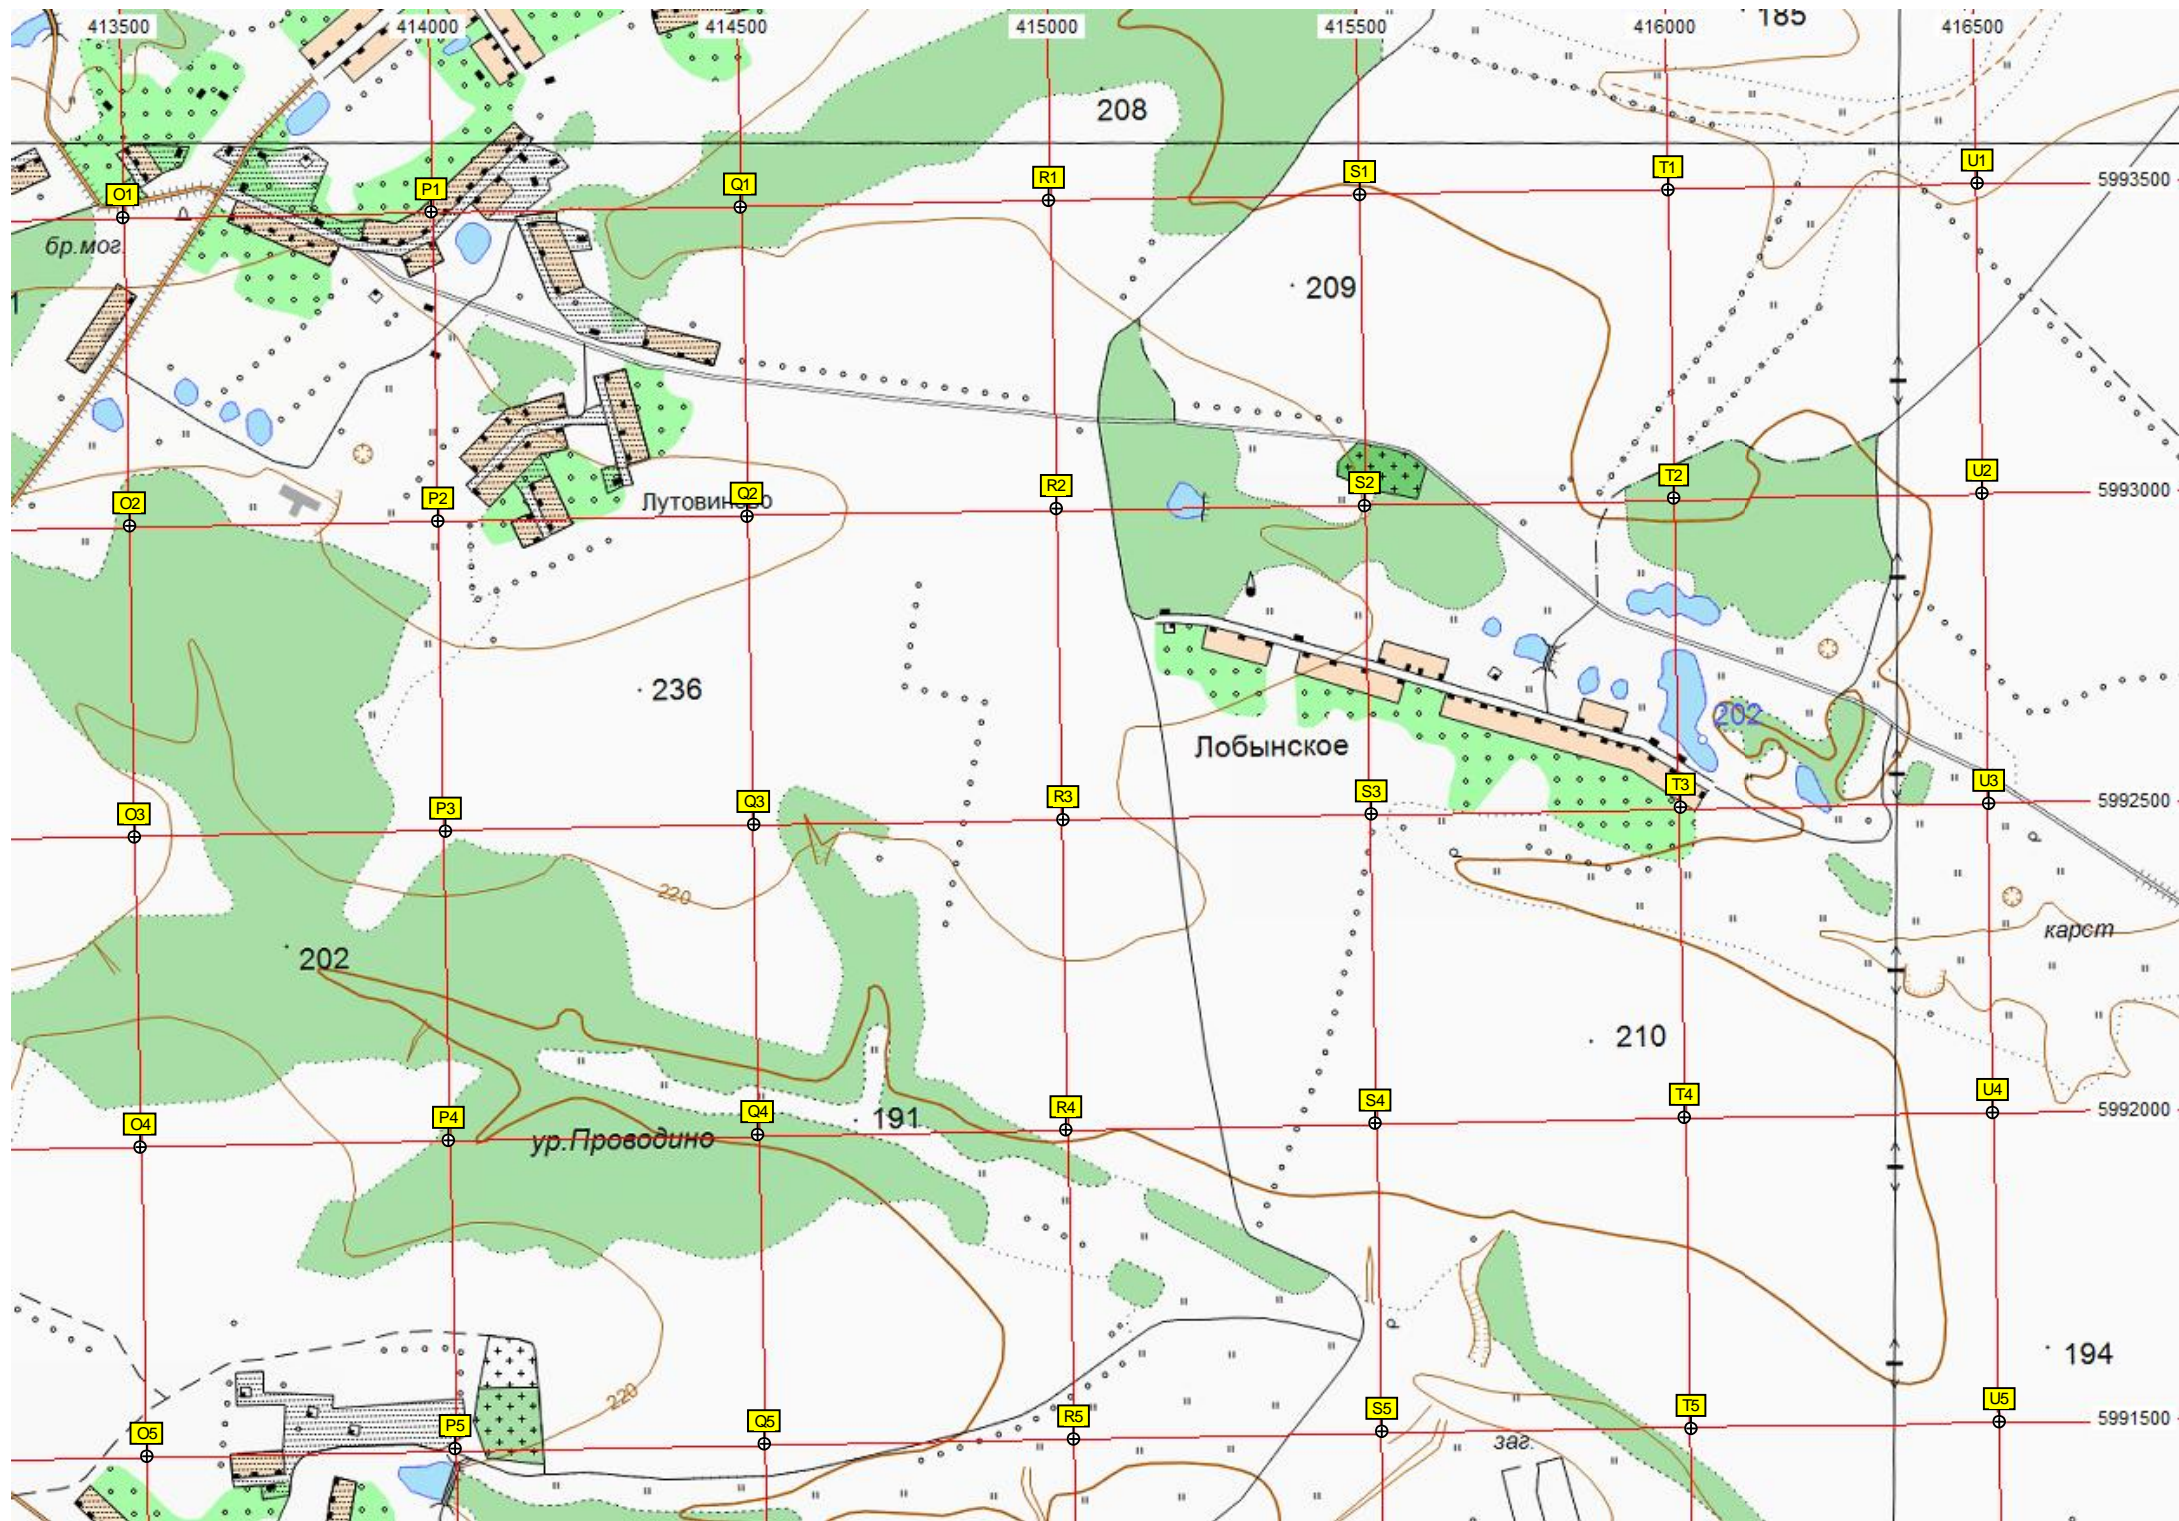 185
413500 414000 414500 415000 415500 416000 416500
208
O1 P1 Q1 R1 S1 T1 U1 5993500
бр.мог.
209
O2 P2 Q2 R2 S2 T2 U2 5993000
Лутовиново
236
202
Лобынское
O3 P3 Q3 R3 S3 T3 U3 5992500
220
карст
202
210
O4 P4 Q4 R4 S4 T4 U4 5992000
191
ур.Проводино
194
220
O5 P5 Q5 R5 S5 T5 U5 5991500
заг.